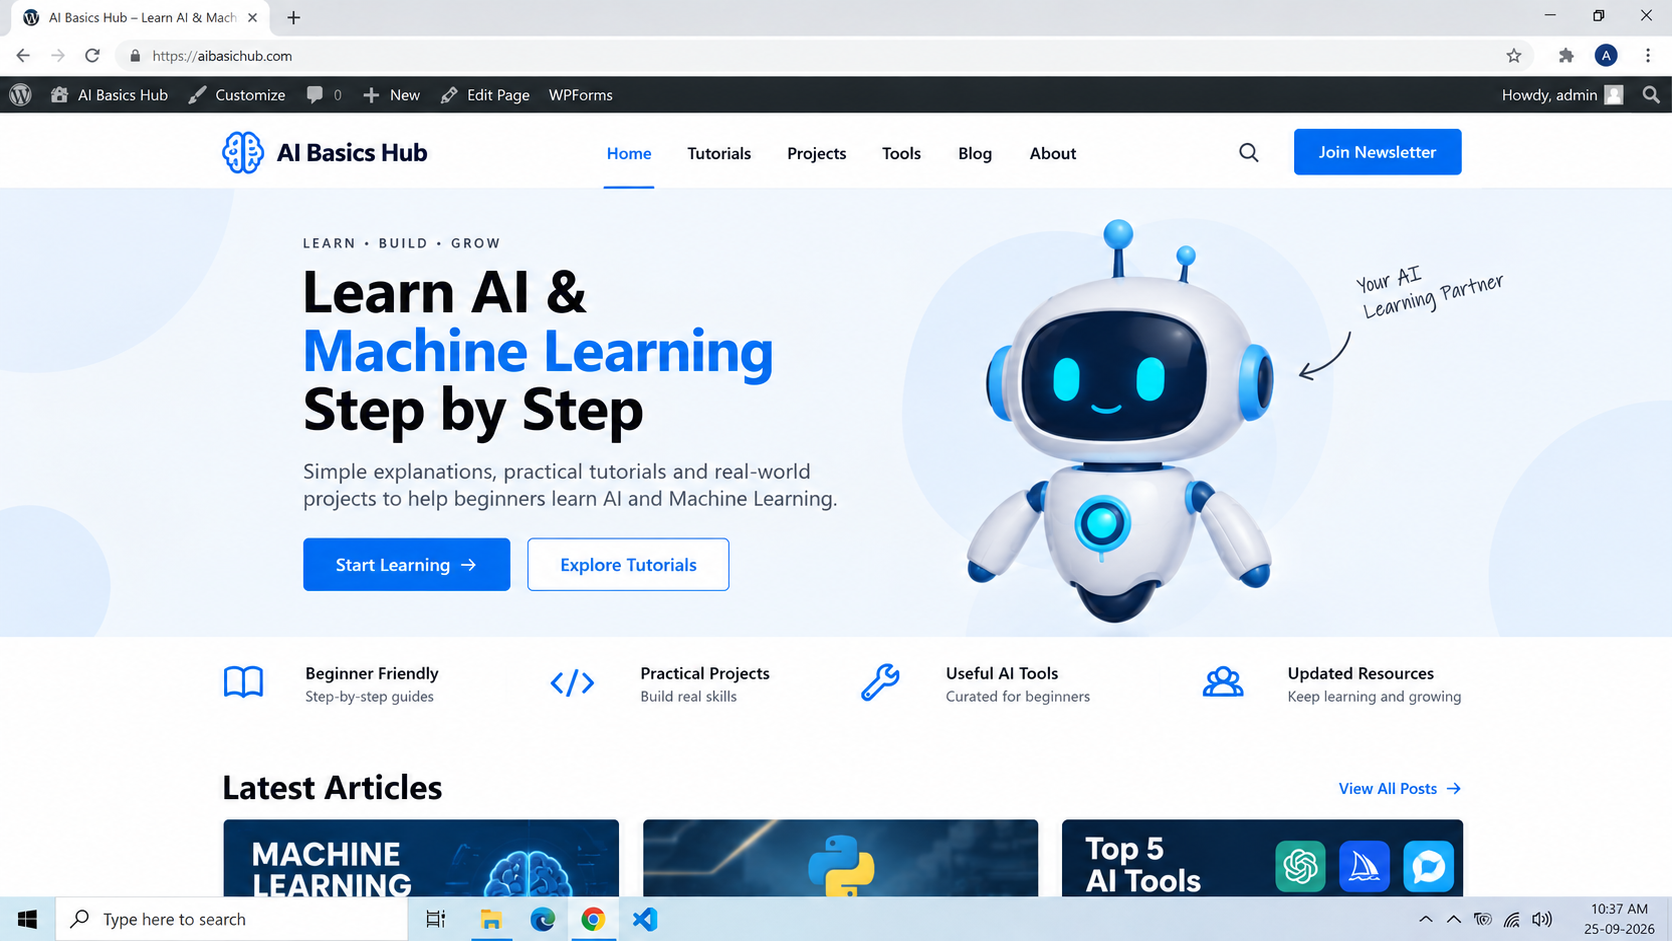 AI Basics Hub – Learn AI & Mach
https://aibasichub.com
A
AI Basics Hub
Customize
0
New
Edit Page
WPForms
Howdy, admin
AI Basics Hub
Home
Tutorials
Projects
Tools
Blog
About
Join Newsletter
LEARN • BUILD • GROW
Learn AI &
Machine Learning
Step by Step
Simple explanations, practical tutorials and real-world
projects to help beginners learn AI and Machine Learning.
Start Learning →
Explore Tutorials
Your AI
Learning Partner
Beginner Friendly
Step-by-step guides
Practical Projects
Build real skills
Useful AI Tools
Curated for beginners
Updated Resources
Keep learning and growing
Latest Articles
View All Posts →
MACHINE
LEARNING
Top 5
AI Tools
Type here to search
10:37 AM
25-09-2026